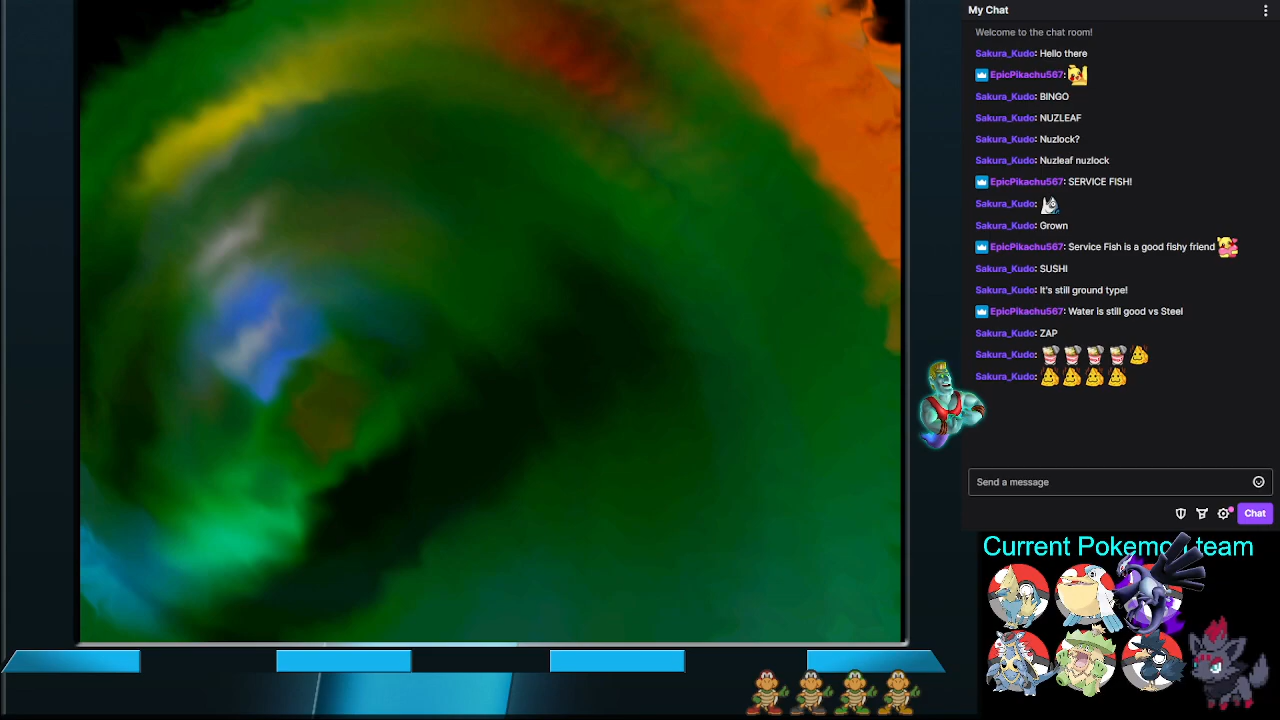 My Chat
Welcome to the chat room!
Sakura_Kudo: Hello there
EpicPikachu567:
Sakura_Kudo: BINGO
Sakura_Kudo: NUZLEAF
Sakura_Kudo: Nuzlock?
Sakura_Kudo: Nuzleaf nuzlock
EpicPikachu567: SERVICE FISH!
Sakura_Kudo:
Sakura_Kudo: Grown
EpicPikachu567: Service Fish is a good fishy friend
Sakura_Kudo: SUSHI
Sakura_Kudo: It's still ground type!
EpicPikachu567: Water is still good vs Steel
Sakura_Kudo: ZAP
Sakura_Kudo:
Sakura_Kudo:
Send a message
Chat
Current Pokemon team